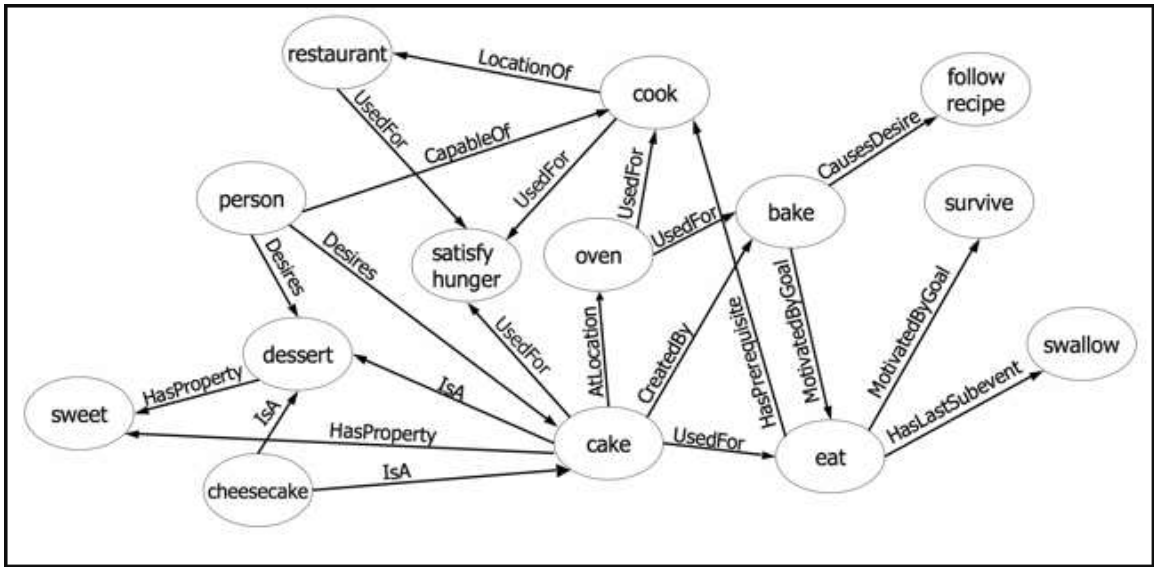 restaurant
LocationOf
cook
follow
recipe
UsedFor
CapableOf
UsedFor
UsedFor
CausesDesire
person
bake
survive
Desires
Desires
satisfy
hunger
oven
UsedFor
UsedFor
AtLocation
CreatedBy
HasPrerequisite
MotivatedByGoal
MotivatedByGoal
dessert
swallow
HasProperty
IsA
IsA
HasLastSubevent
sweet
HasProperty
cake
UsedFor
eat
cheesecake
IsA